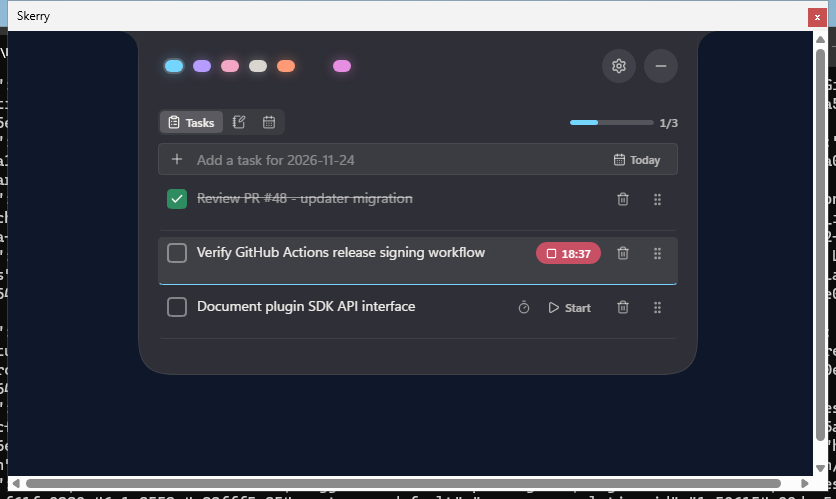 Skerry
Tasks
1/3
Add a task for 2026-11-24
Today
Review PR #48 - updater migration
Verify GitHub Actions release signing workflow
18:37
Document plugin SDK API interface
Start